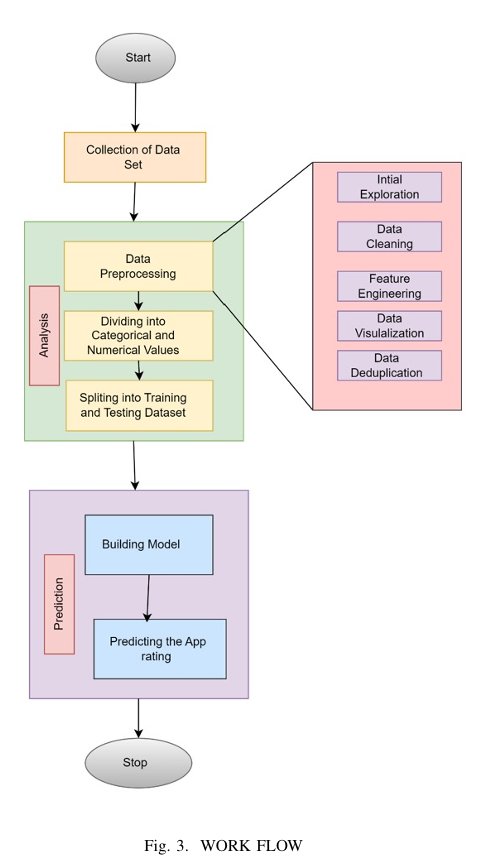 Start
Collection of Data
Set
Data
Preprocessing
Dividing into
Categorical and
Numerical Values
Spliting into Training
and Testing Dataset
Analysis
Intial
Exploration
Data
Cleaning
Feature
Engineering
Data
Visulalization
Data
Deduplication
Building Model
Predicting the App
rating
Prediction
Stop
Fig. 3. WORK FLOW